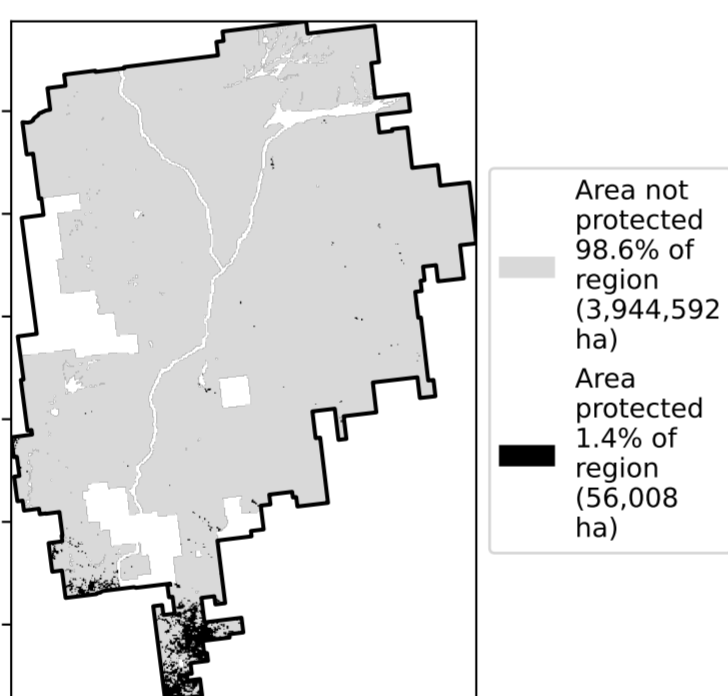 Area not
protected
98.6% of
region
(3,944,592
ha)
Area
protected
1.4% of
region
(56,008
ha)